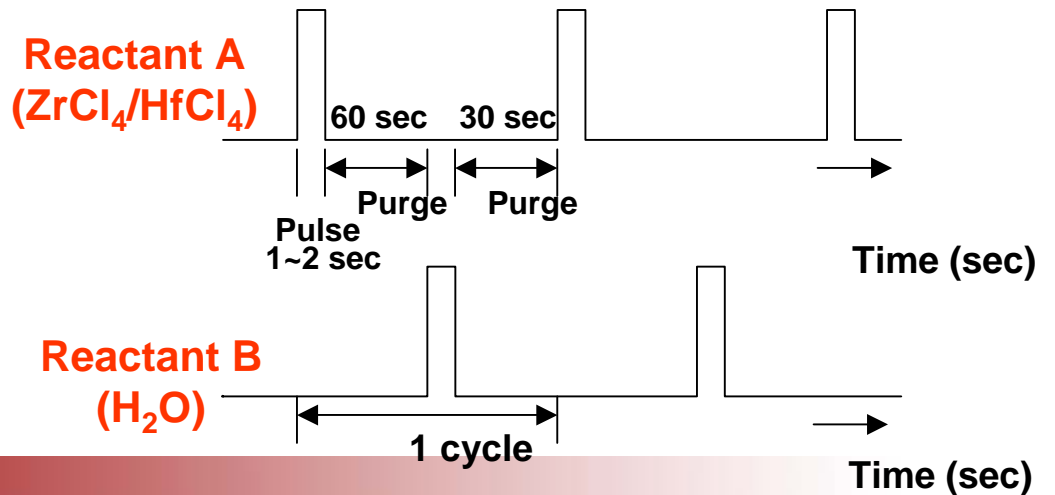 Reactant A
(ZrCl₄/HfCl₄)
60 sec
30 sec
Purge
Purge
Pulse
1~2 sec
Time (sec)
Reactant B
(H₂O)
1 cycle
Time (sec)